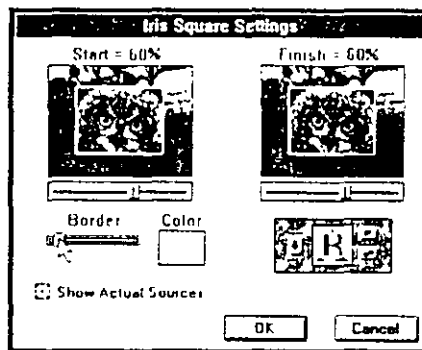 Iris Square Settings
Start = 60% Finish = 60%
Border Color
R
Show Actual Sources
OK Cancel